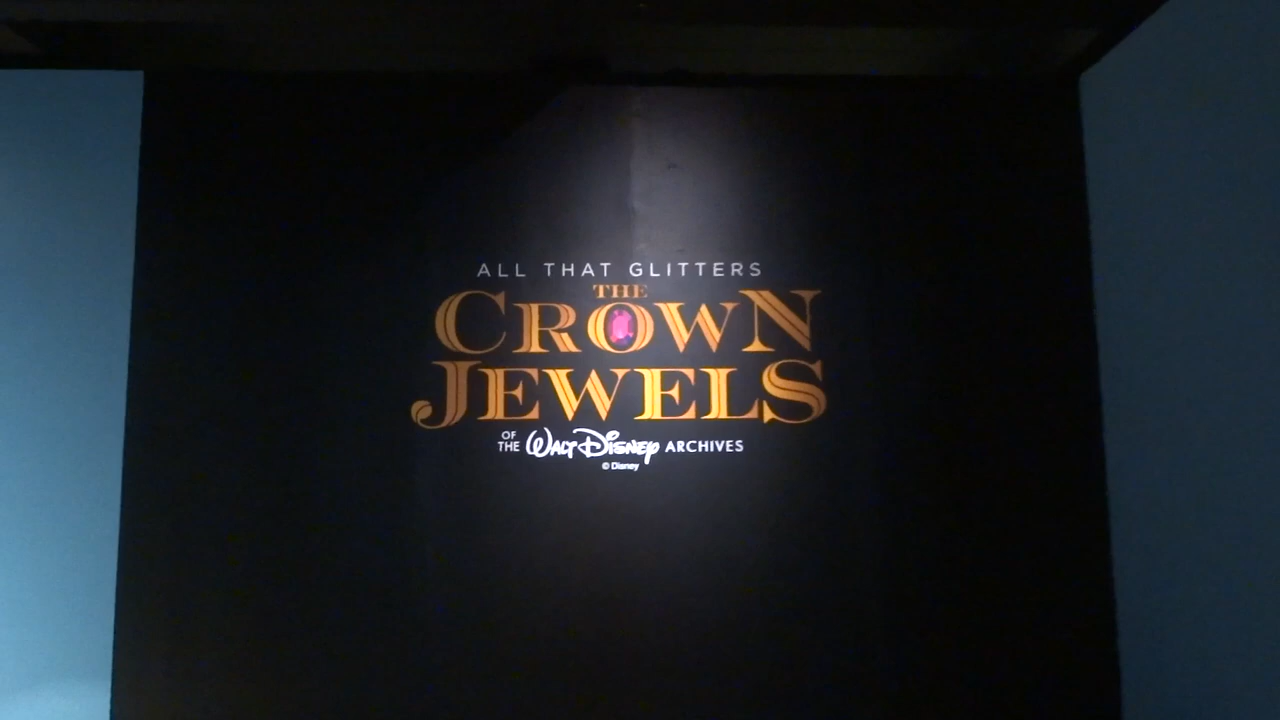 ALL THAT GLITTERS
THE
CROWN
JEWELS
OF
THE WALT DISNEY ARCHIVES
© Disney